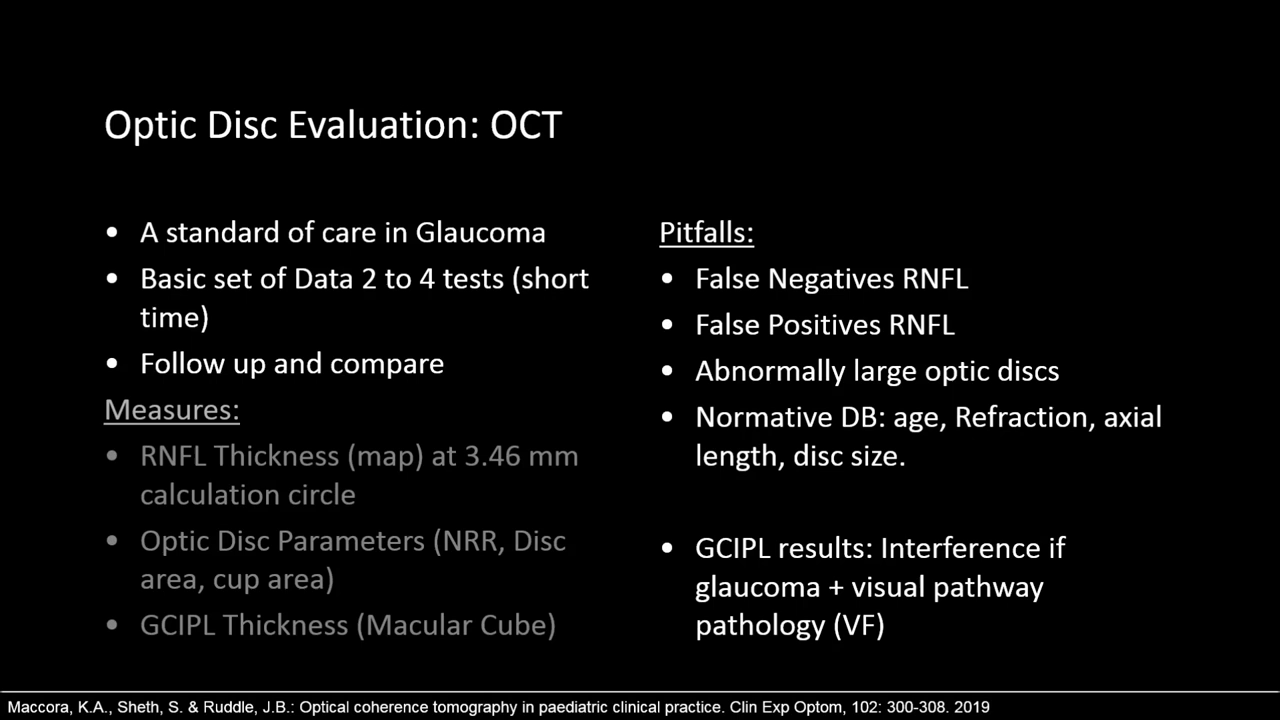 Optic Disc Evaluation: OCT
• A standard of care in Glaucoma
• Basic set of Data 2 to 4 tests (short
time)
• Follow up and compare
Measures:
• RNFL Thickness (map) at 3.46 mm
calculation circle
• Optic Disc Parameters (NRR, Disc
area, cup area)
• GCIPL Thickness (Macular Cube)
Pitfalls:
• False Negatives RNFL
• False Positives RNFL
• Abnormally large optic discs
• Normative DB: age, Refraction, axial
length, disc size.
• GCIPL results: Interference if
glaucoma + visual pathway
pathology (VF)
Maccora, K.A., Sheth, S. & Ruddle, J.B.: Optical coherence tomography in paediatric clinical practice. Clin Exp Optom, 102: 300-308. 2019